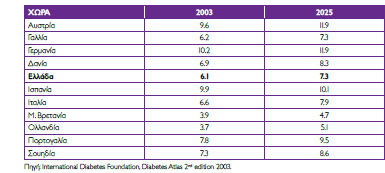 ΧΩΡΑ 2003 2025
Αυστρία 9.6 11.9
Γαλλία 6.2 7.3
Γερμανία 10.2 11.9
Δανία 6.9 8.3
Ελλάδα 6.1 7.3
Ισπανία 9.9 10.1
Ιταλία 6.6 7.9
Μ. Βρετανία 3.9 4.7
Ολλανδία 3.7 5.1
Πορτογαλία 7.8 9.5
Σουηδία 7.3 8.6
Πηγή: International Diabetes Foundation, Diabetes Atlas 2nd edition 2003.